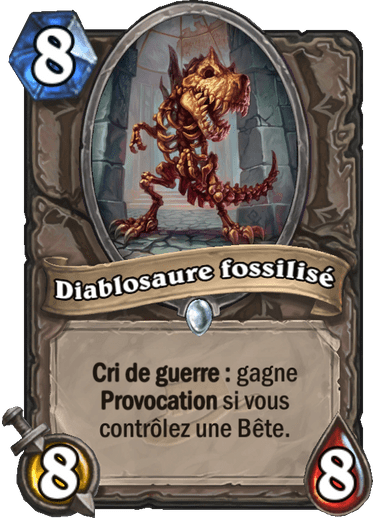 8
Diablosaure fossilisé
Cri de guerre : gagne
Provocation si vous
contrôlez une Bête.
8 8